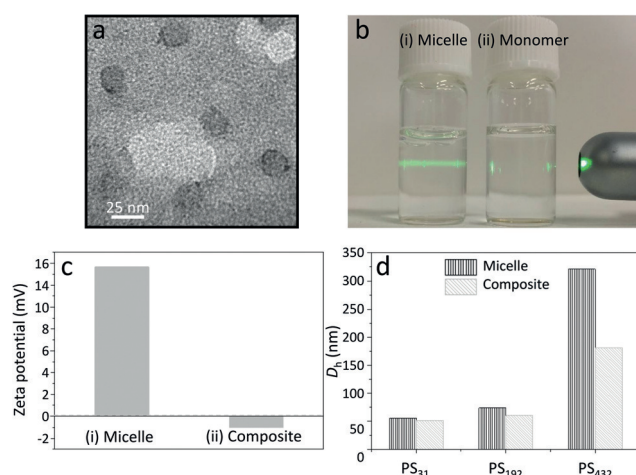 a
25 nm
b
(i) Micelle (ii) Monomer
c
Zeta potential (mV)
16
14
12
10
8
6
4
2
0
-2
(i) Micelle (ii) Composite
d
Micelle
Composite
Dh (nm)
350
300
250
200
150
100
50
0
PS31 PS192 PS432